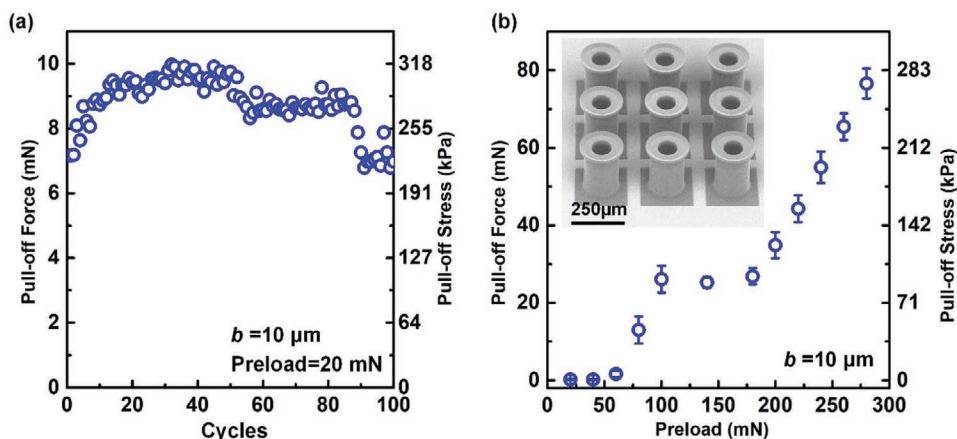 (a)
Pull-off Force (mN)
10
8
6
4
2
0
318
255
191
127
64
0
Pull-off Stress (kPa)
b =10 µm
Preload=20 mN
0 20 40 60 80 100
Cycles
(b)
Pull-off Force (mN)
80
60
40
20
0
283
212
142
71
0
Pull-off Stress (kPa)
250µm
b =10 µm
0 50 100 150 200 250 300
Preload (mN)